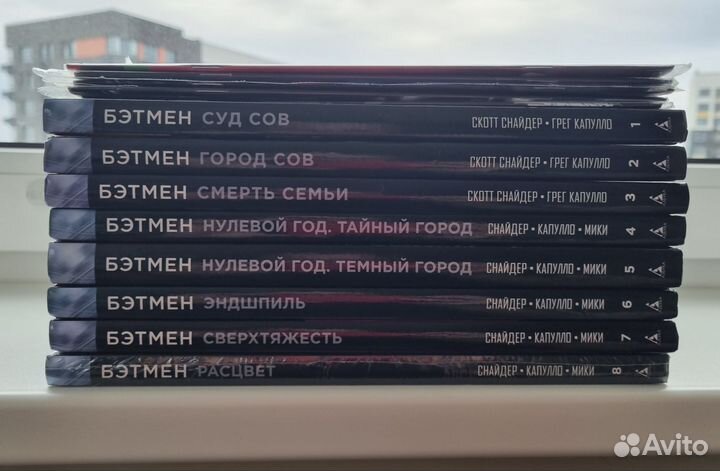 БЭТМЕН СУД СОВ СКОТТ СНАЙДЕР • ГРЕГ КАПУЛЛО 1
БЭТМЕН ГОРОД СОВ СКОТТ СНАЙДЕР • ГРЕГ КАПУЛЛО 2
БЭТМЕН СМЕРТЬ СЕМЬИ СКОТТ СНАЙДЕР • ГРЕГ КАПУЛЛО 3
БЭТМЕН НУЛЕВОЙ ГОД. ТАЙНЫЙ ГОРОД СНАЙДЕР • КАПУЛЛО • МИКИ 4
БЭТМЕН НУЛЕВОЙ ГОД. ТЕМНЫЙ ГОРОД СНАЙДЕР • КАПУЛЛО • МИКИ 5
БЭТМЕН ЭНДШПИЛЬ СНАЙДЕР • КАПУЛЛО • МИКИ 6
БЭТМЕН СВЕРХТЯЖЕСТЬ СНАЙДЕР • КАПУЛЛО • МИКИ 7
БЭТМЕН РАСЦВЕТ СНАЙДЕР • КАПУЛЛО • МИКИ 8
Avito